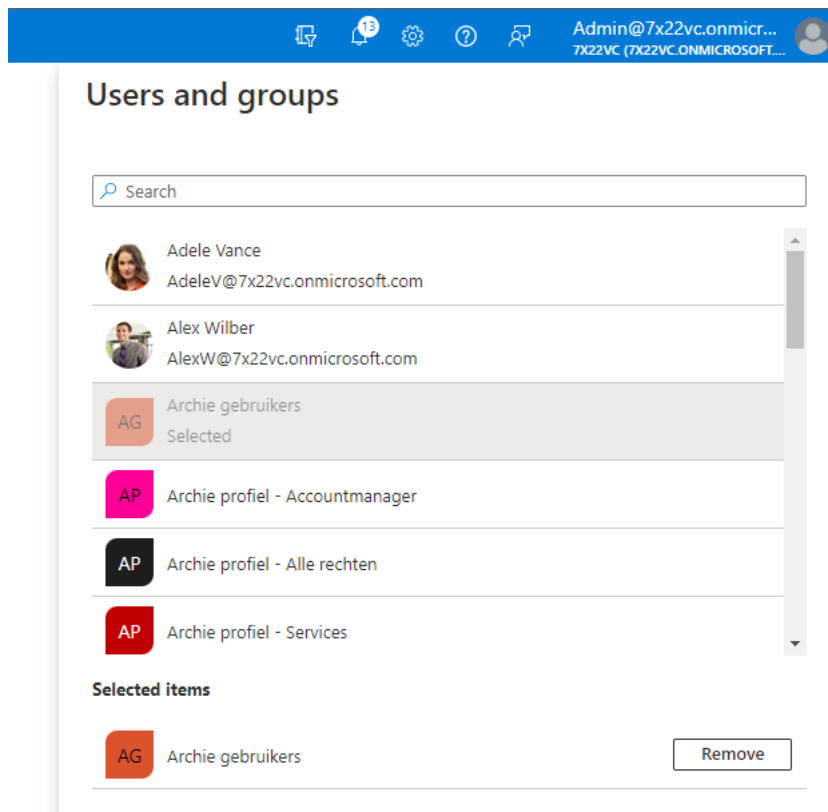 13
Admin@7x22vc.onmicr...
7X22VC (7X22VC.ONMICROSOFT....
Users and groups
Search
Adele Vance
AdeleV@7x22vc.onmicrosoft.com
Alex Wilber
AlexW@7x22vc.onmicrosoft.com
AG
Archie gebruikers
Selected
AP
Archie profiel - Accountmanager
AP
Archie profiel - Alle rechten
AP
Archie profiel - Services
Selected items
AG
Archie gebruikers
Remove